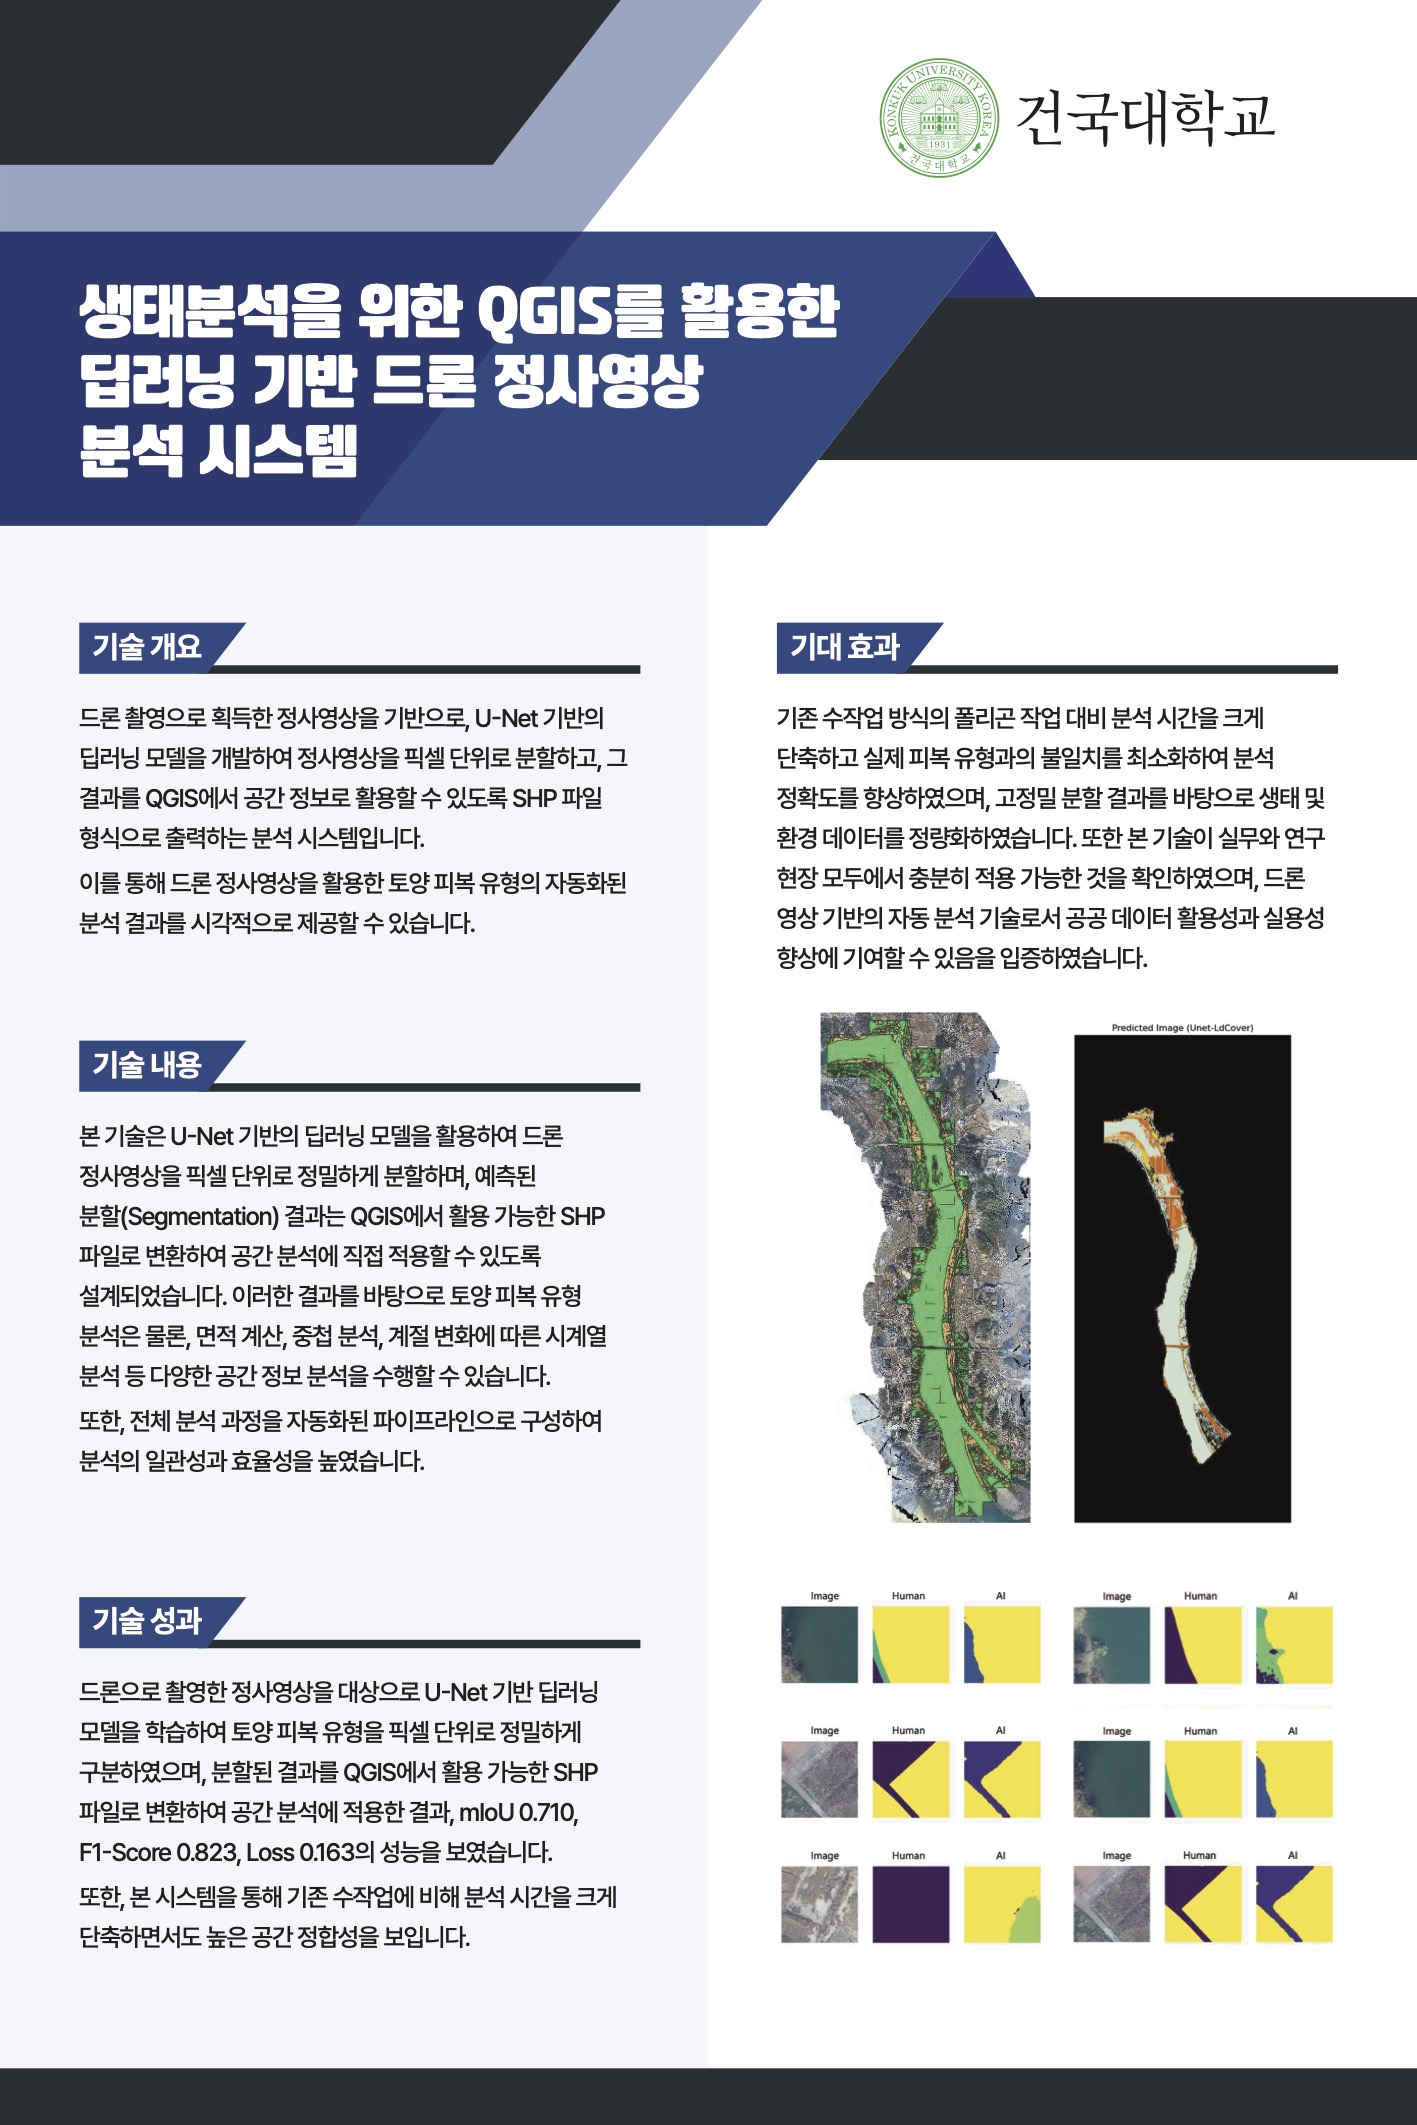 KONKUK UNIVERSITY KOREA
1931
건국대학교
건국대학교
생태분석을 위한 QGIS를 활용한
딥러닝 기반 드론 정사영상
분석 시스템
기술 개요
드론 촬영으로 획득한 정사영상을 기반으로, U-Net 기반의
딥러닝 모델을 개발하여 정사영상을 픽셀 단위로 분할하고, 그
결과를 QGIS에서 공간 정보로 활용할 수 있도록 SHP 파일
형식으로 출력하는 분석 시스템입니다.
이를 통해 드론 정사영상을 활용한 토양 피복 유형의 자동화된
분석 결과를 시각적으로 제공할 수 있습니다.
기술 내용
본 기술은 U-Net 기반의 딥러닝 모델을 활용하여 드론
정사영상을 픽셀 단위로 정밀하게 분할하며, 예측된
분할(Segmentation) 결과는 QGIS에서 활용 가능한 SHP
파일로 변환하여 공간 분석에 직접 적용할 수 있도록
설계되었습니다. 이러한 결과를 바탕으로 토양 피복 유형
분석은 물론, 면적 계산, 중첩 분석, 계절 변화에 따른 시계열
분석 등 다양한 공간 정보 분석을 수행할 수 있습니다.
또한, 전체 분석 과정을 자동화된 파이프라인으로 구성하여
분석의 일관성과 효율성을 높였습니다.
기술 성과
드론으로 촬영한 정사영상을 대상으로 U-Net 기반 딥러닝
모델을 학습하여 토양 피복 유형을 픽셀 단위로 정밀하게
구분하였으며, 분할된 결과를 QGIS에서 활용 가능한 SHP
파일로 변환하여 공간 분석에 적용한 결과, mIoU 0.710,
F1-Score 0.823, Loss 0.163의 성능을 보였습니다.
또한, 본 시스템을 통해 기존 수작업에 비해 분석 시간을 크게
단축하면서도 높은 공간 정합성을 보입니다.
기대 효과
기존 수작업 방식의 폴리곤 작업 대비 분석 시간을 크게
단축하고 실제 피복 유형과의 불일치를 최소화하여 분석
정확도를 향상하였으며, 고정밀 분할 결과를 바탕으로 생태 및
환경 데이터를 정량화하였습니다. 또한 본 기술이 실무와 연구
현장 모두에서 충분히 적용 가능한 것을 확인하였으며, 드론
영상 기반의 자동 분석 기술로서 공공 데이터 활용성과 실용성
향상에 기여할 수 있음을 입증하였습니다.
Predicted Image (Unet-LdCover)
Image Human AI Image Human AI
Image Human AI Image Human AI
Image Human AI Image Human AI